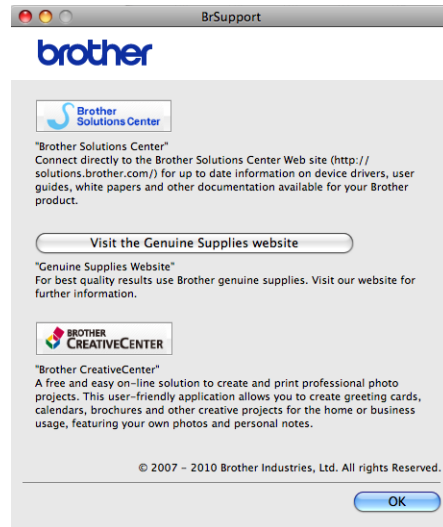 BrSupport
brother
Brother
Solutions Center
"Brother Solutions Center"
Connect directly to the Brother Solutions Center Web site (http://
solutions.brother.com/) for up to date information on device drivers, user
guides, white papers and other documentation available for your Brother
product.
Visit the Genuine Supplies website
"Genuine Supplies Website"
For best quality results use Brother genuine supplies. Visit our website for
further information.
BROTHER
CREATIVECENTER
"Brother CreativeCenter"
A free and easy on-line solution to create and print professional photo
projects. This user-friendly application allows you to create greeting cards,
calendars, brochures and other creative projects for the home or business
usage, featuring your own photos and personal notes.
© 2007 - 2010 Brother Industries, Ltd. All rights Reserved.
OK